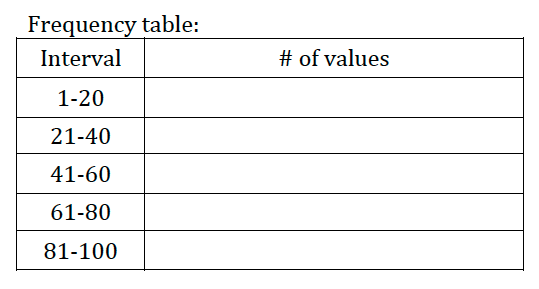 Frequency table:
Interval # of values
1-20
21-40
41-60
61-80
81-100